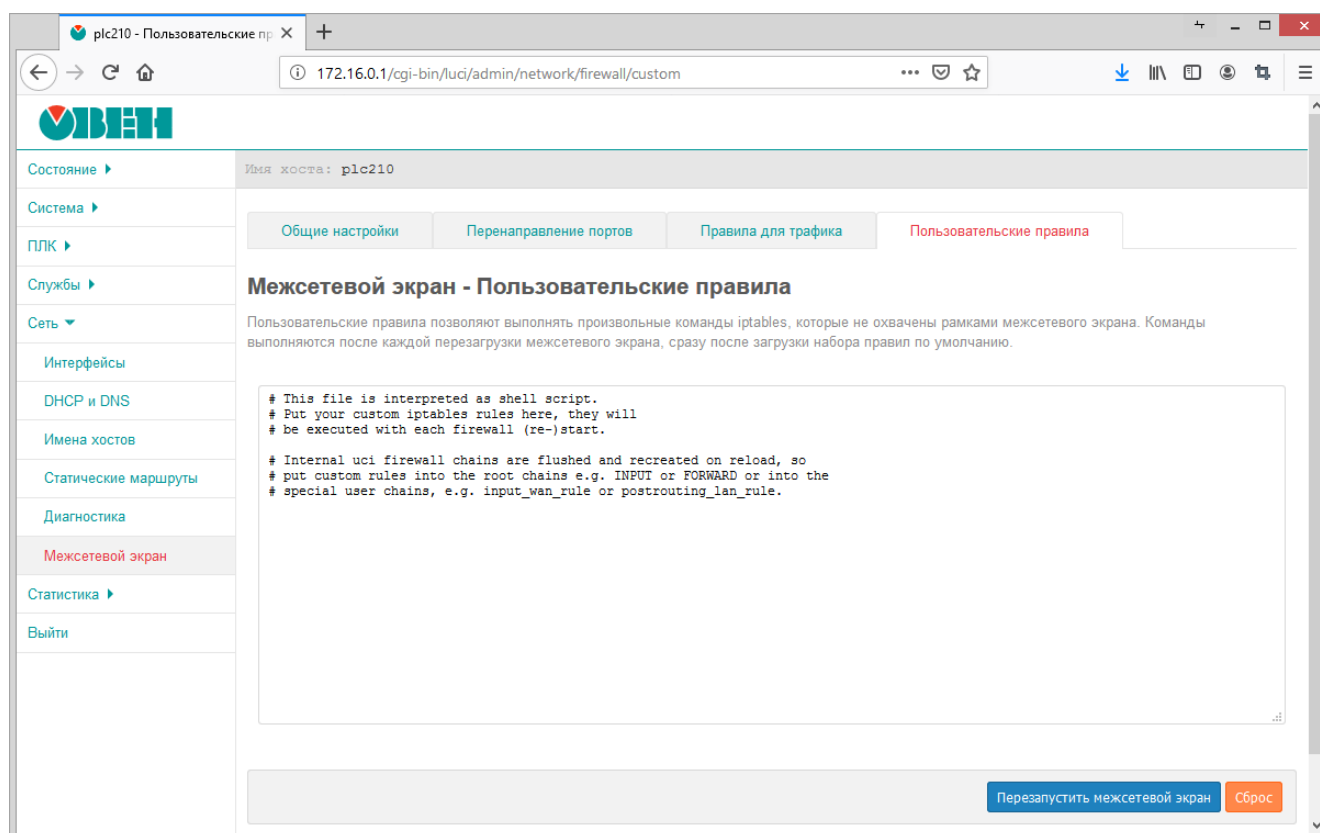 plc210 - Пользовательские пр
172.16.0.1/cgi-bin/luci/admin/network/firewall/custom
ОВЕН
Состояние
Имя хоста: plc210
Система
ПЛК
Службы
Сеть
Интерфейсы
DHCP и DNS
Имена хостов
Статические маршруты
Диагностика
Межсетевой экран
Статистика
Выйти
Общие настройки
Перенаправление портов
Правила для трафика
Пользовательские правила
Межсетевой экран - Пользовательские правила
Пользовательские правила позволяют выполнять произвольные команды iptables, которые не охвачены рамками межсетевого экрана. Команды
выполняются после каждой перезагрузки межсетевого экрана, сразу после загрузки набора правил по умолчанию.
# This file is interpreted as shell script.
# Put your custom iptables rules here, they will
# be executed with each firewall (re-)start.
# Internal uci firewall chains are flushed and recreated on reload, so
# put custom rules into the root chains e.g. INPUT or FORWARD or into the
# special user chains, e.g. input_wan_rule or postrouting_lan_rule.
Перезапустить межсетевой экран
Сброс